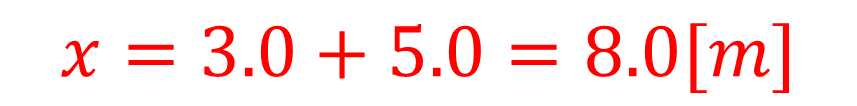 x = 3.0 + 5.0 = 8.0[m]